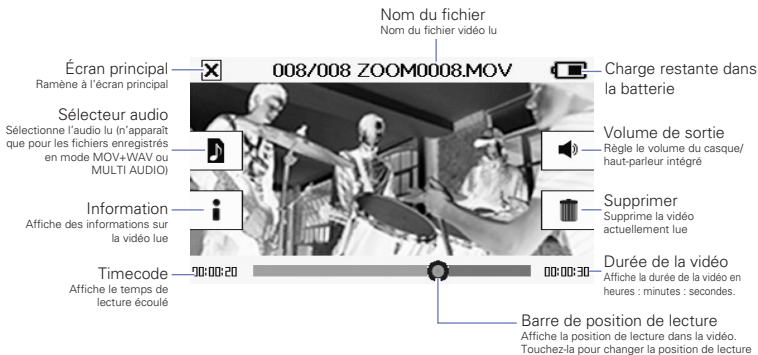 Nom du fichier
Nom du fichier vidéo lu
Écran principal
Ramène à l'écran principal
008/008 ZOOM0008.MOV
Charge restante dans
la batterie
Sélecteur audio
Sélectionne l'audio lu (n'apparaît
que pour les fichiers enregistrés
en mode MOV+WAV ou
MULTI AUDIO)
Volume de sortie
Règle le volume du casque/
haut-parleur intégré
Information
Affiche des informations sur
la vidéo lue
Supprimer
Supprime la vidéo
actuellement lue
Timecode
Affiche le temps de
lecture écoulé
00:00:20
00:00:30
Durée de la vidéo
Affiche la durée de la vidéo en
heures : minutes : secondes.
Barre de position de lecture
Affiche la position de lecture dans la vidéo.
Touchez-la pour changer la position de lecture